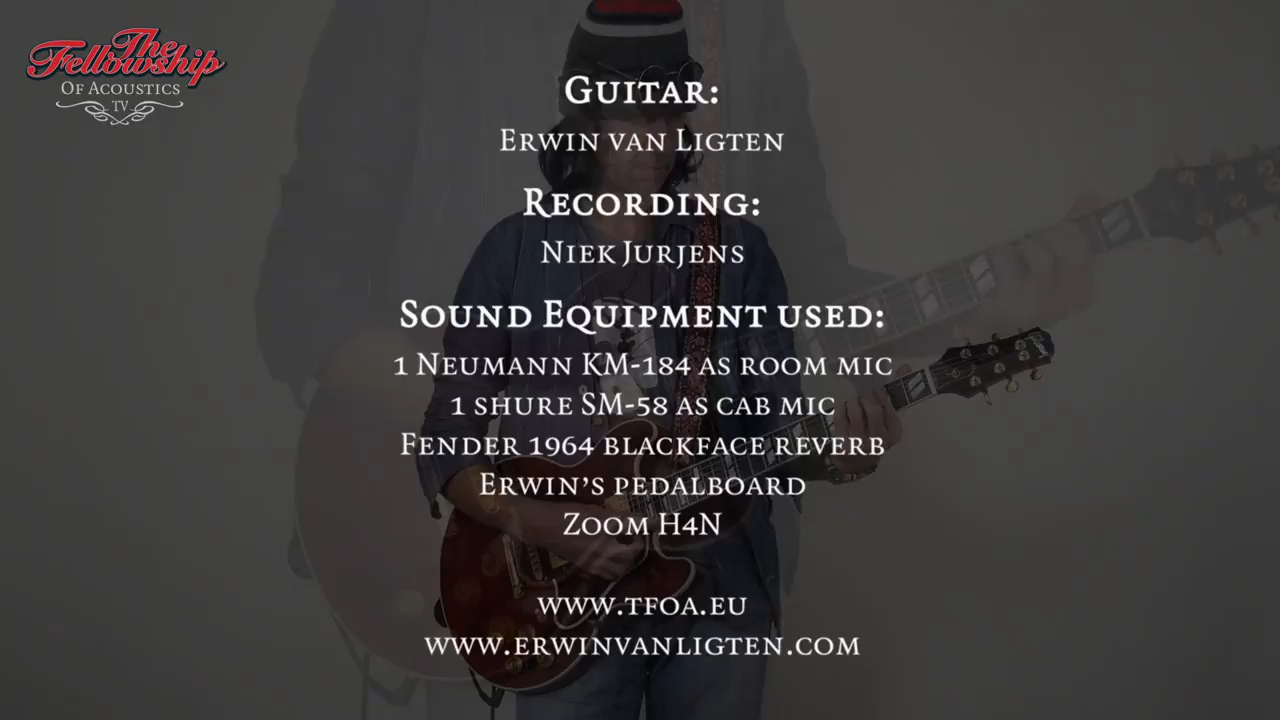 The
Fellowship
Of Acoustics
TV
Guitar:
Erwin van Ligten
Recording:
Niek Jurjens
Sound Equipment used:
1 Neumann KM-184 as room mic
1 shure SM-58 as cab mic
Fender 1964 blackface reverb
Erwin's pedalboard
Zoom H4N
www.tfoa.eu
www.erwinvanligten.com